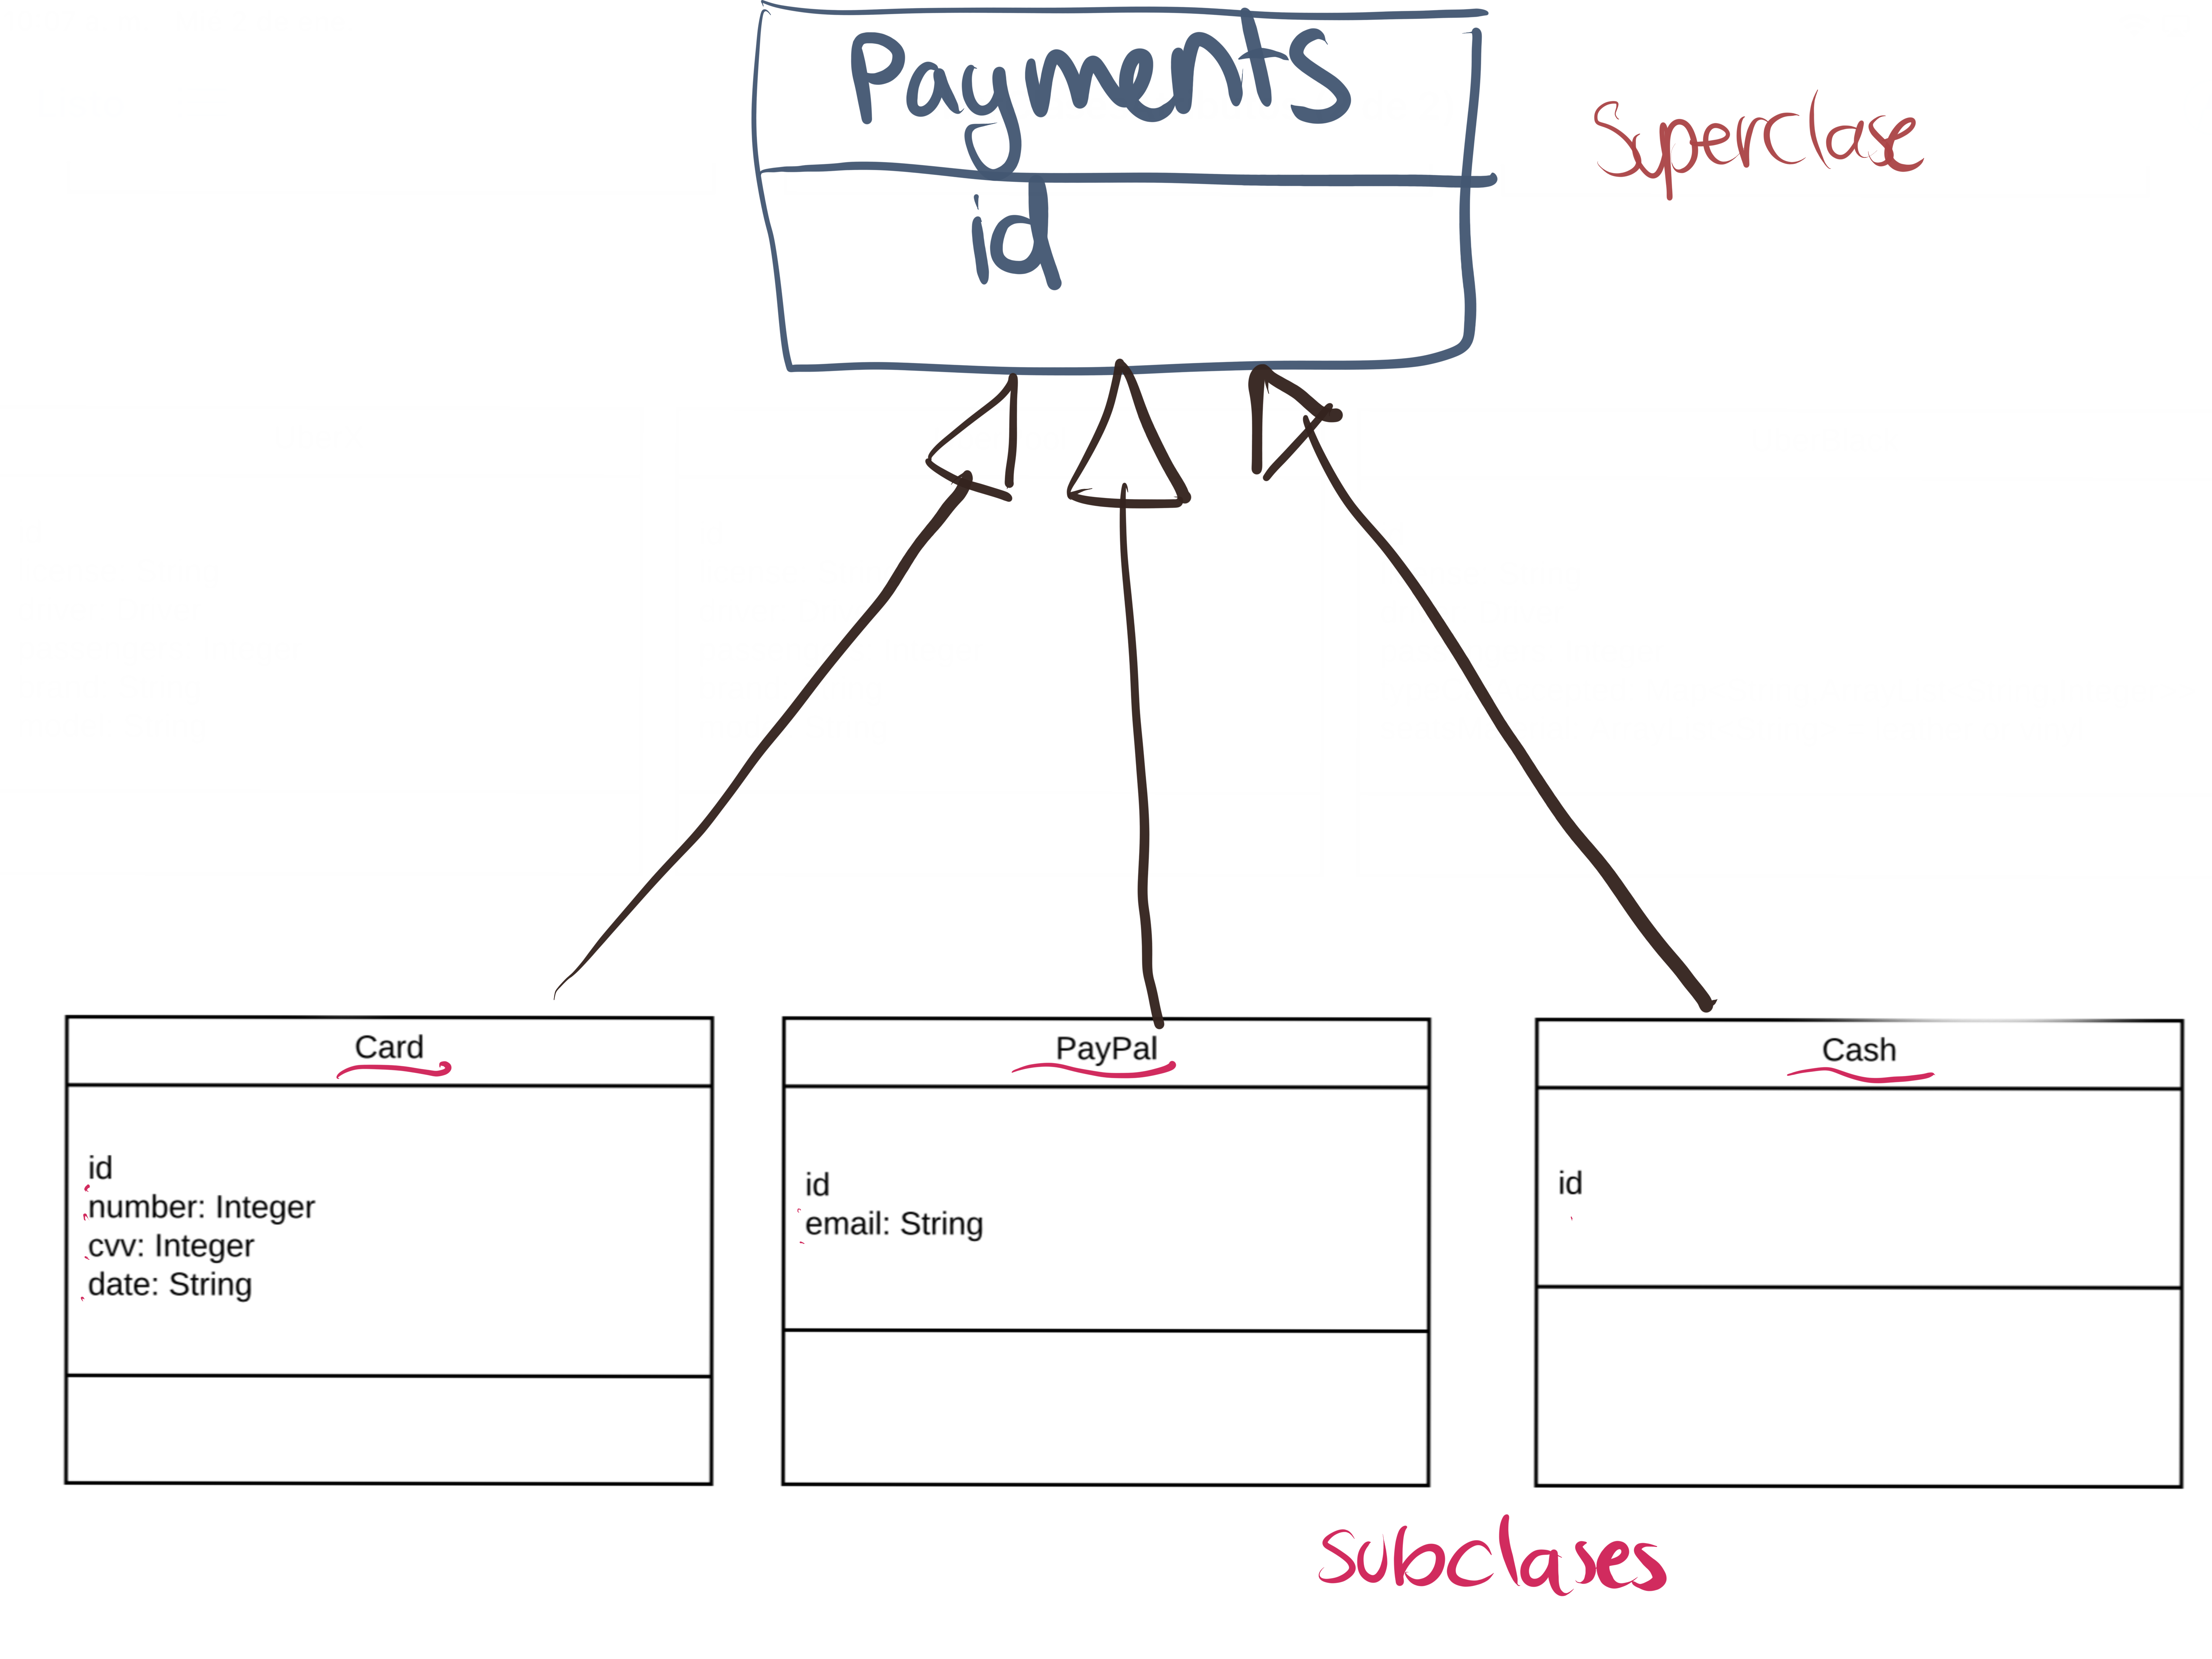 Payments
Superclase
id
Card
id
number: Integer
cvv: Integer
date: String
PayPal
id
email: String
Cash
id
Subclases